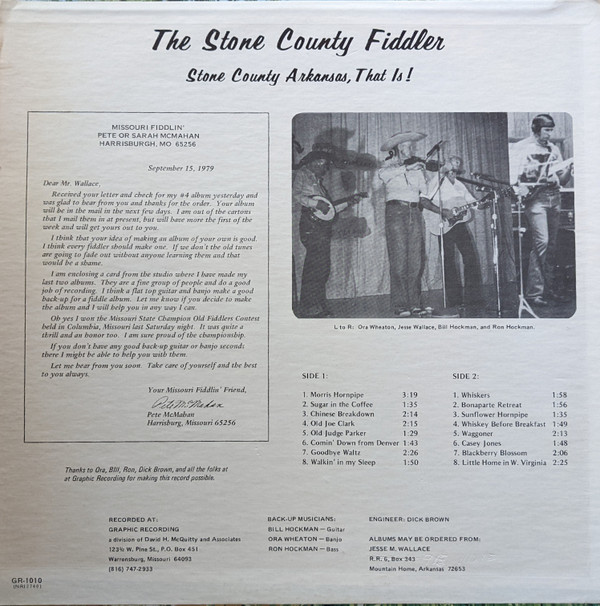 The Stone County Fiddler
Stone County Arkansas, That Is!
MISSOURI FIDDLIN'
PETE OR SARAH MCMAHAN
HARRISBURGH, MO 65256
September 15, 1979
Dear Mr. Wallace:
Received your letter and check for my #4 album yesterday and
was glad to hear from you and thanks for the order. Your album
will be in the mail in the next few days. I am out of the cartons
that I mail them in at present, but will have more the first of the
week and will get yours out to you.
I think that your idea of making an album of your own is good.
I think every fiddler should make one. If we don't the old tunes
are going to fade out without anyone learning them and that
would be a shame.
I am enclosing a card from the studio where I have made my
last two albums. They are a fine group of people and do a good
job of recording. I think a flat top guitar and banjo make a good
back-up for a fiddle album. Let me know if you decide to make
the album and I will help you in any way I can.
Oh yes I won the Missouri State Champion Old Fiddlers Contest
held in Columbia, Missouri last Saturday night. It was quite a
thrill and an honor too. I am sure proud of the championship.
If you don't have any good back-up guitar or banjo seconds
there I might be able to help you with them.
Let me hear from you soon. Take care of yourself and the best
to you always.
Your Missouri Fiddlin' Friend,
Pete McMahan
Pete McMahan
Harrisburg, Missouri 65256
Thanks to Ora, Bill, Ron, Dick Brown, and all the folks at
at Graphic Recording for making this record possible.
L to R: Ora Wheaton, Jesse Wallace, Bill Hockman, and Ron Hockman.
SIDE 1:
1. Morris Hornpipe 3:19
2. Sugar in the Coffee 1:35
3. Chinese Breakdown 2:14
4. Old Joe Clark 2:15
5. Old Judge Parker 1:29
6. Comin' Down from Denver 1:43
7. Goodbye Waltz 2:26
8. Walkin' in my Sleep 1:50
SIDE 2:
1. Whiskers 1:58
2. Bonaparte Retreat 1:56
3. Sunflower Hornpipe 1:35
4. Whiskey Before Breakfast 1:49
5. Waggoner 2:13
6. Casey Jones 1:48
7. Blackberry Blossom 2:06
8. Little Home in W. Virginia 2:25
RECORDED AT:
GRAPHIC RECORDING
a division of David H. McQuitty and Associates
123½ W. Pine St., P.O. Box 451
Warrensburg, Missouri 64093
(816) 747-2933
BACK-UP MUSICIANS:
BILL HOCKMAN — Guitar
ORA WHEATON — Banjo
RON HOCKMAN — Bass
ENGINEER: DICK BROWN
ALBUMS MAY BE ORDERED FROM:
JESSE M. WALLACE
R.R. 6, Box 343
Mountain Home, Arkansas 72653
GR-1010